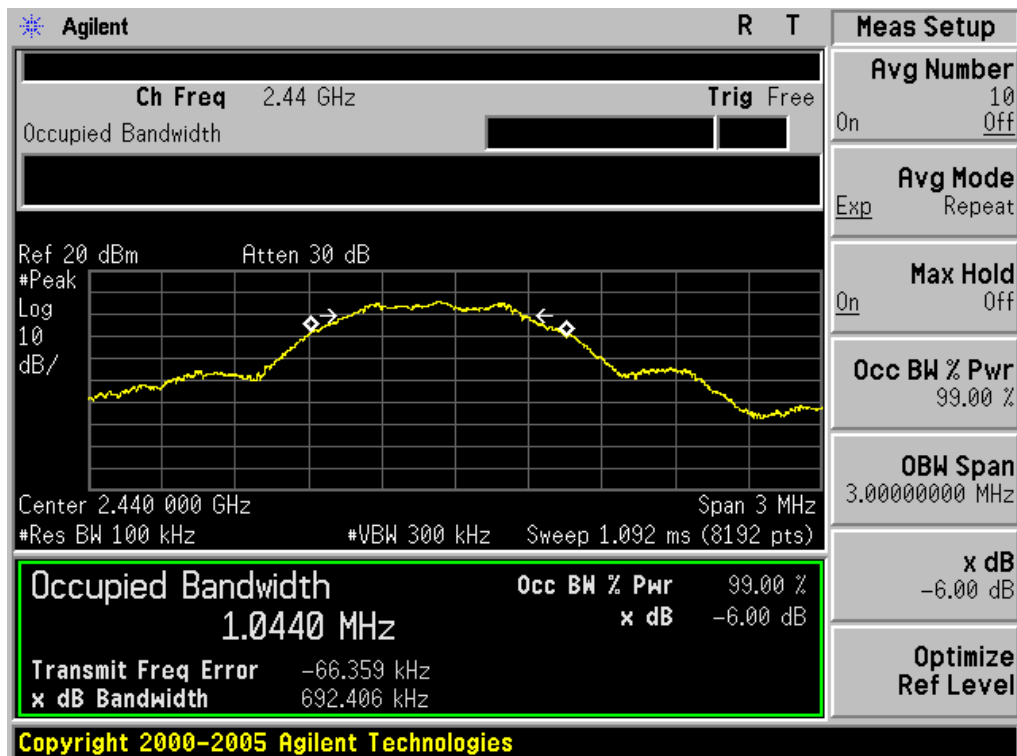 Agilent R T
Ch Freq 2.44 GHz Trig Free
Occupied Bandwidth
Ref 20 dBm Atten 30 dB
#Peak
Log
10
dB/
Center 2.440 000 GHz Span 3 MHz
#Res BW 100 kHz #VBW 300 kHz Sweep 1.092 ms (8192 pts)
Occupied Bandwidth Occ BW % Pwr 99.00 %
1.0440 MHz x dB -6.00 dB
Transmit Freq Error -66.359 kHz
x dB Bandwidth 692.406 kHz
Copyright 2000-2005 Agilent Technologies
Meas Setup
Avg Number
10
On Off
Avg Mode
Exp Repeat
Max Hold
On Off
Occ BW % Pwr
99.00 %
OBW Span
3.00000000 MHz
x dB
-6.00 dB
Optimize
Ref Level